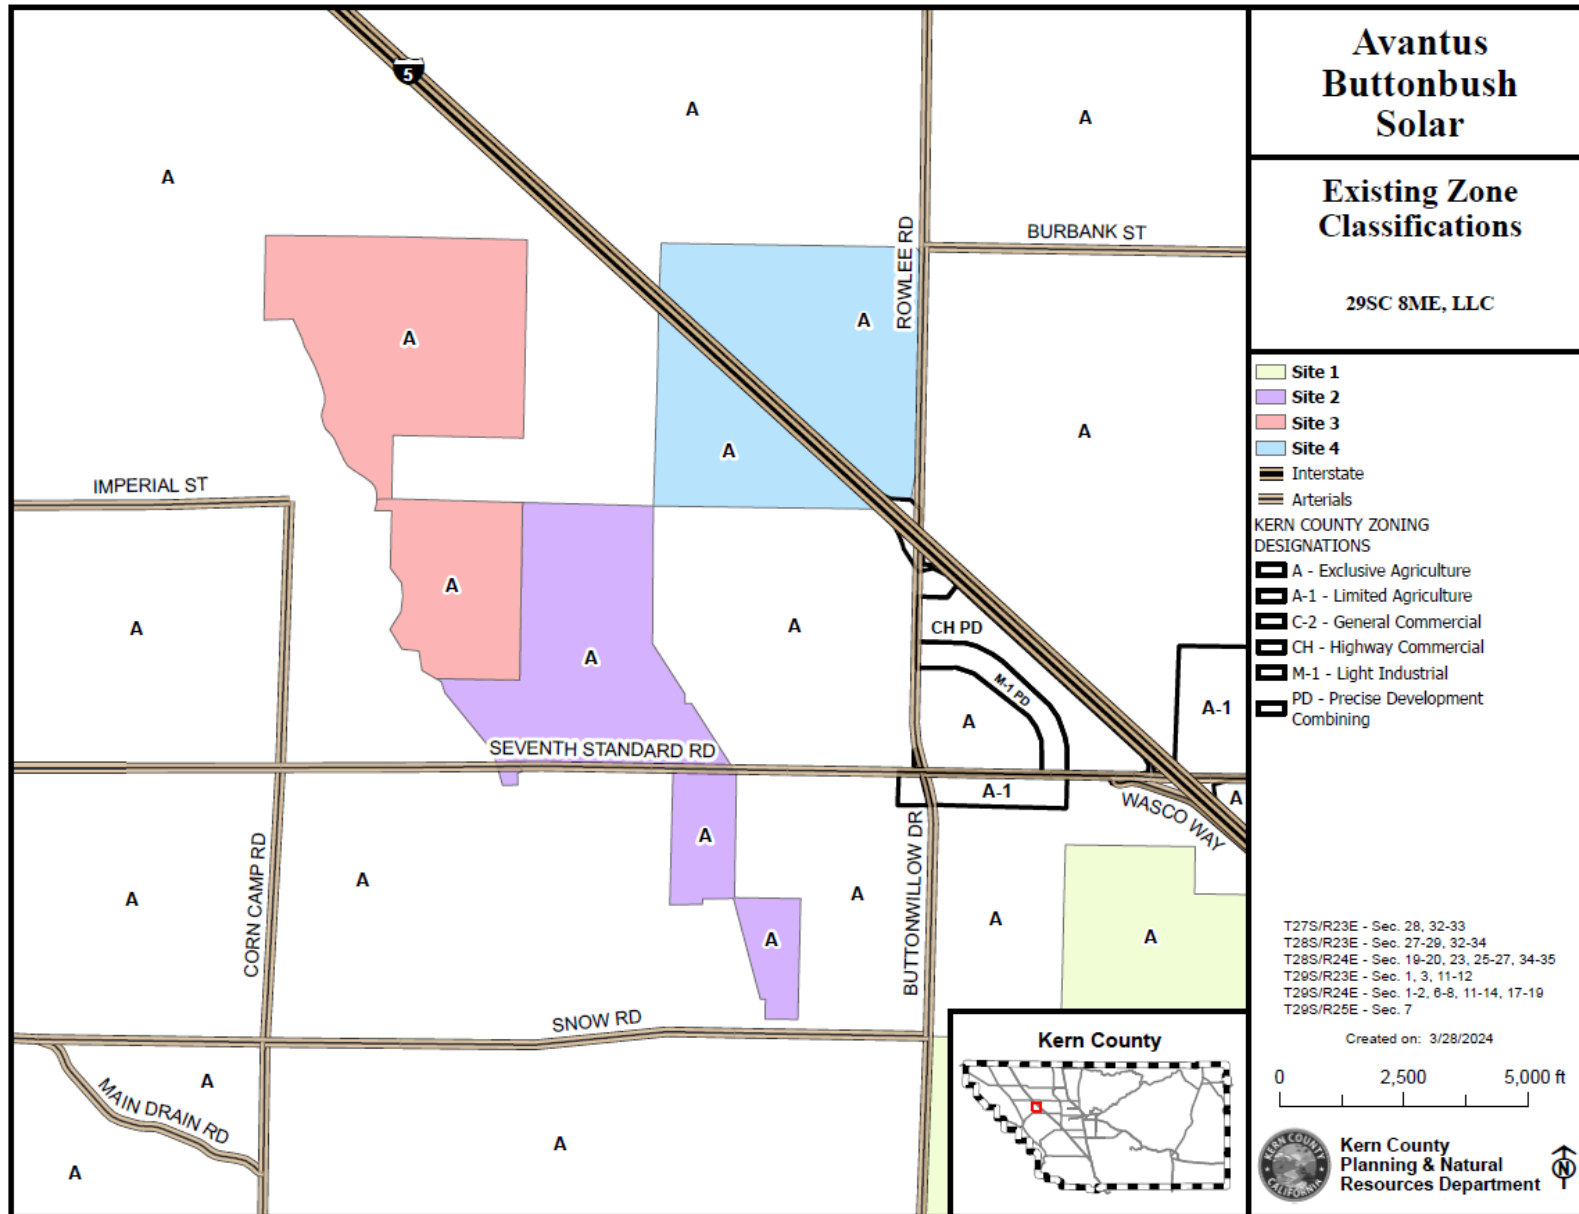 Avantus
Buttonbush
Solar
Existing Zone
Classifications
29SC 8ME, LLC
Site 1
Site 2
Site 3
Site 4
Interstate
Arterials
KERN COUNTY ZONING
DESIGNATIONS
A - Exclusive Agriculture
A-1 - Limited Agriculture
C-2 - General Commercial
CH - Highway Commercial
M-1 - Light Industrial
PD - Precise Development
Combining
T27S/R23E - Sec. 28, 32-33
T28S/R23E - Sec. 27-29, 32-34
T28S/R24E - Sec. 19-20, 23, 25-27, 34-35
T29S/R23E - Sec. 1, 3, 11-12
T29S/R24E - Sec. 1-2, 6-8, 11-14, 17-19
T29S/R25E - Sec. 7
Created on: 3/28/2024
0 2,500 5,000 ft
KERN COUNTY
CALIFORNIA
Kern County
Planning & Natural
Resources Department
N
5
A
A
A
BURBANK ST
ROWLEE RD
A
A
A
A
IMPERIAL ST
A
A
A
A
CH PD
M-1 PD
A
A-1
A
SEVENTH STANDARD RD
A-1
A
WASCO WAY
CORN CAMP RD
A
A
A
A
BUTTONWILLOW DR
A
A
A
SNOW RD
MAIN DRAIN RD
A
A
A
Kern County